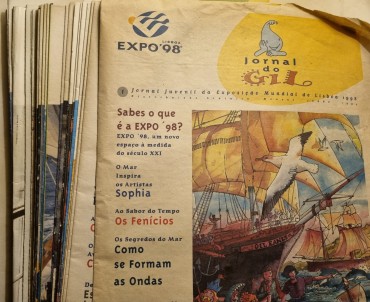 LISBOA
EXPO'98
Jornal
do
GIL
1
Jornal juvenil da Exposição Mundial de Lisboa 1998
Sabes o que
é a EXPO '98?
EXPO '98, um novo
espaço à medida
do século XXI
O Mar
Inspira
os Artistas
Sophia
Ao Sabor do Tempo
Os Fenícios
Os Segredos do Mar
Como
se Formam
as Ondas